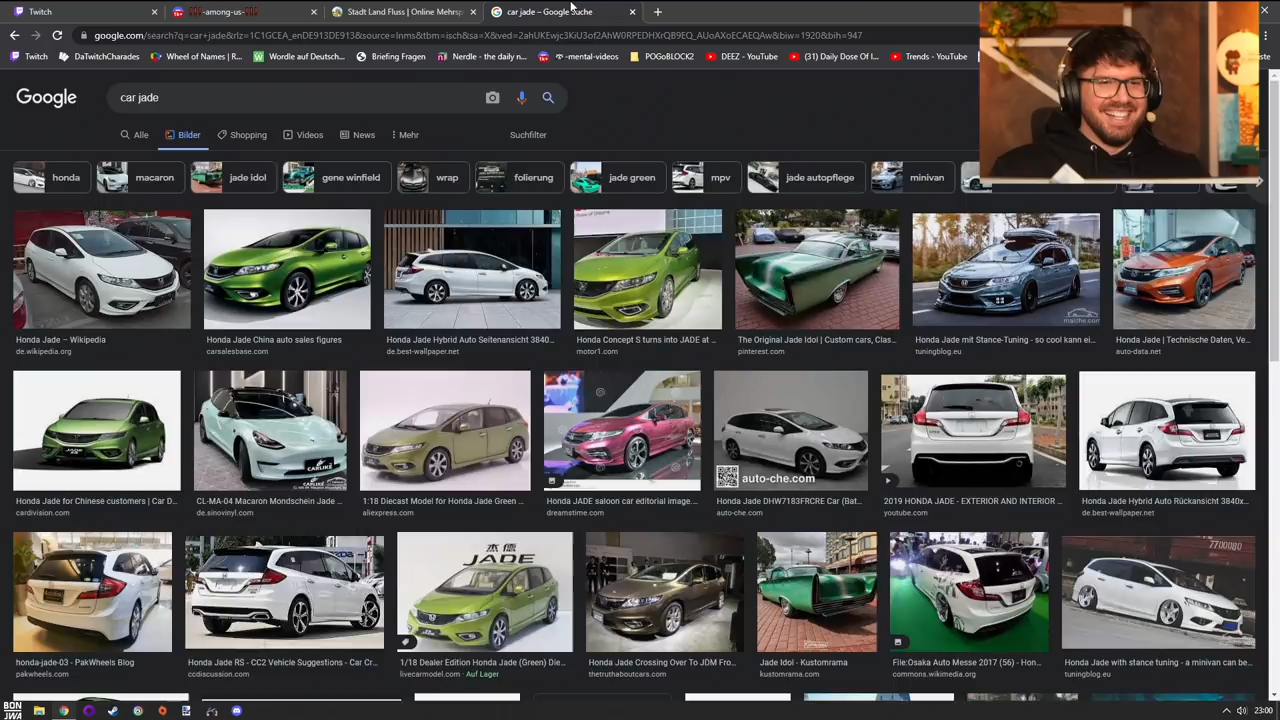 Twitch
-among-us-
Stadt Land Fluss | Online Mehrsp
car jade – Google Suche
google.com/search?q=car+jade&rlz=1C1GCEA_enDE913DE913&source=lnms&tbm=isch&sa=X&ved=2ahUKEwjc3KiU3of2AhW0RPEDHXrQB9EQ_AUoAXoECAEQAw&biw=1920&bih=947
Twitch
DaTwitchCharades
Wheel of Names | R...
Wordle auf Deutsch...
Briefing Fragen
Nerdle - the daily n...
-mental-videos
POGoBLOCK2
DEEZ - YouTube
(31) Daily Dose Of I...
Trends - YouTube
Google
car jade
Alle
Bilder
Shopping
Videos
News
Mehr
Suchfilter
honda
macaron
jade idol
gene winfield
wrap
folierung
jade green
mpv
jade autopflege
minivan
Honda Jade – Wikipedia
de.wikipedia.org
Honda Jade China auto sales figures
carsalesbase.com
Honda Jade Hybrid Auto Seitenansicht 3840...
de.best-wallpaper.net
Honda Concept S turns into JADE at ...
motor1.com
The Original Jade Idol | Custom cars, Clas...
pinterest.com
Honda Jade mit Stance-Tuning - so cool kann ei...
tuningblog.eu
Honda Jade | Technische Daten, Ve...
auto-data.net
CARLIKE
auto-che.com
Honda Jade for Chinese customers | Car D...
cardivision.com
CL-MA-04 Macaron Mondschein Jade ...
de.sinovinyl.com
1:18 Diecast Model for Honda Jade Green ...
aliexpress.com
Honda JADE saloon car editorial image....
dreamstime.com
Honda Jade DHW7183FRCRE Car (Bat...
auto-che.com
2019 HONDA JADE - EXTERIOR AND INTERIOR ...
youtube.com
Honda Jade Hybrid Auto Rückansicht 3840x...
de.best-wallpaper.net
杰德
JADE
7700080
honda-jade-03 - PakWheels Blog
pakwheels.com
Honda Jade RS - CC2 Vehicle Suggestions - Car Cr...
ccdiscussion.com
1/18 Dealer Edition Honda Jade (Green) Die...
livecarmodel.com · Auf Lager
Honda Jade Crossing Over To JDM Fro...
thetruthaboutcars.com
Jade Idol - Kustomrama
kustomrama.com
File:Osaka Auto Messe 2017 (56) - Hon...
commons.wikimedia.org
Honda Jade with stance tuning - a minivan can be...
tuningblog.eu
BON
JWA
23:00